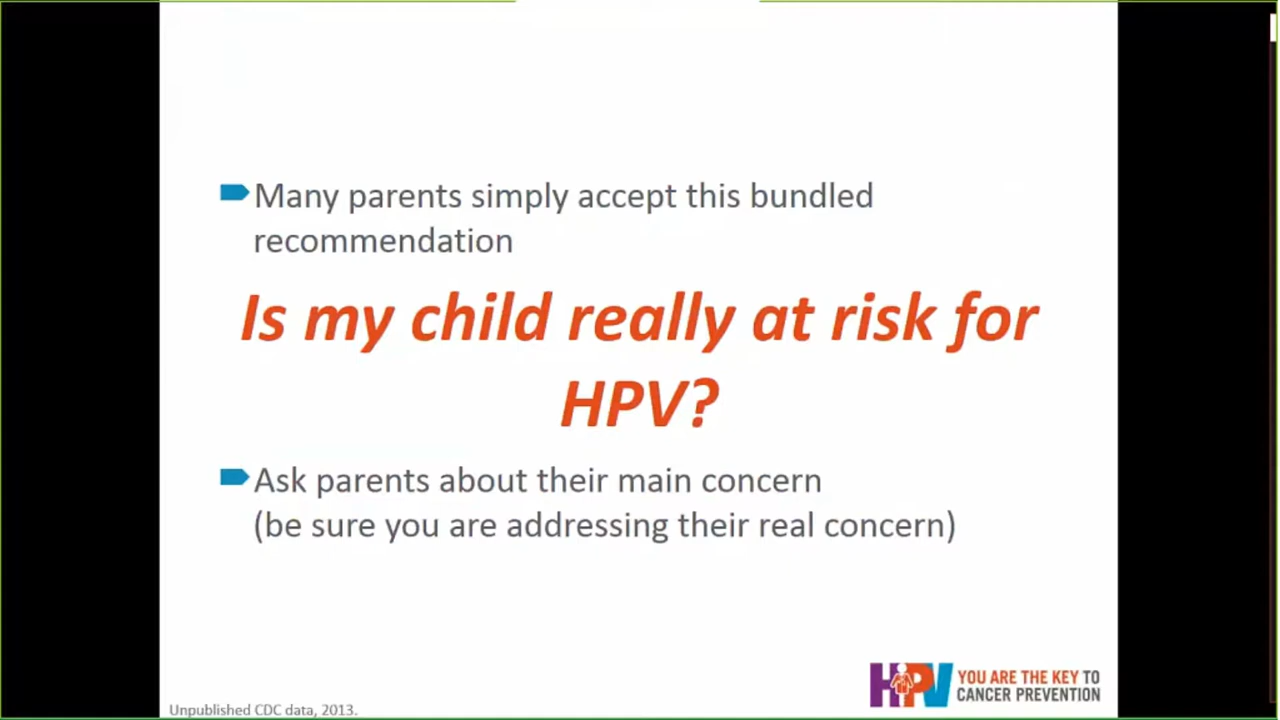 Many parents simply accept this bundled
recommendation
Is my child really at risk for
HPV?
Ask parents about their main concern
(be sure you are addressing their real concern)
HPV YOU ARE THE KEY TO
CANCER PREVENTION
Unpublished CDC data, 2013.